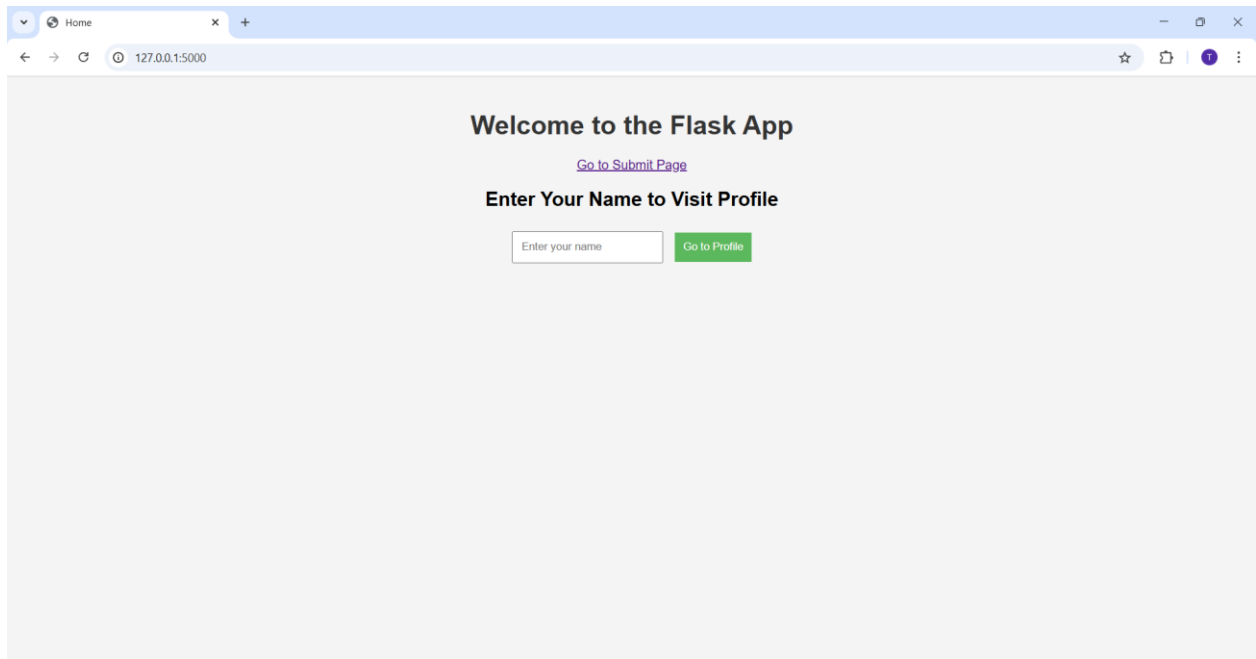 Home
127.0.0.1:5000
T
Welcome to the Flask App
Go to Submit Page
Enter Your Name to Visit Profile
Enter your name Go to Profile